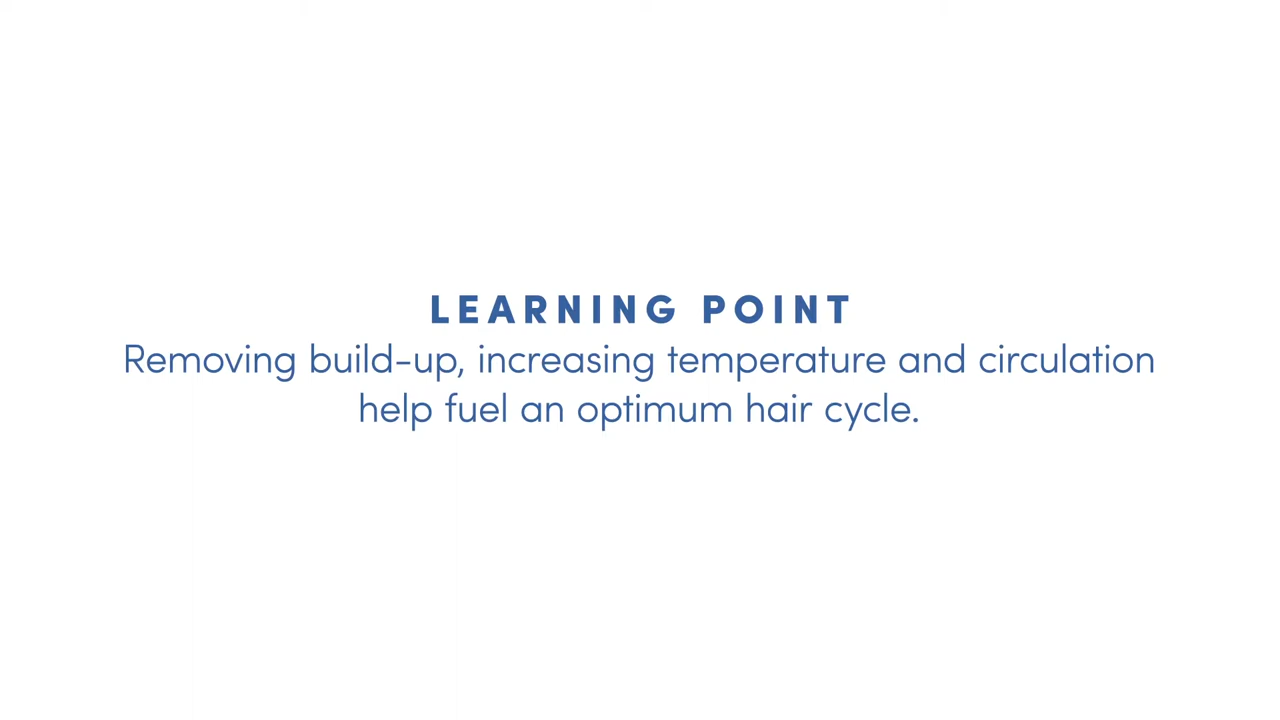 LEARNING POINT
Removing build-up, increasing temperature and circulation
help fuel an optimum hair cycle.